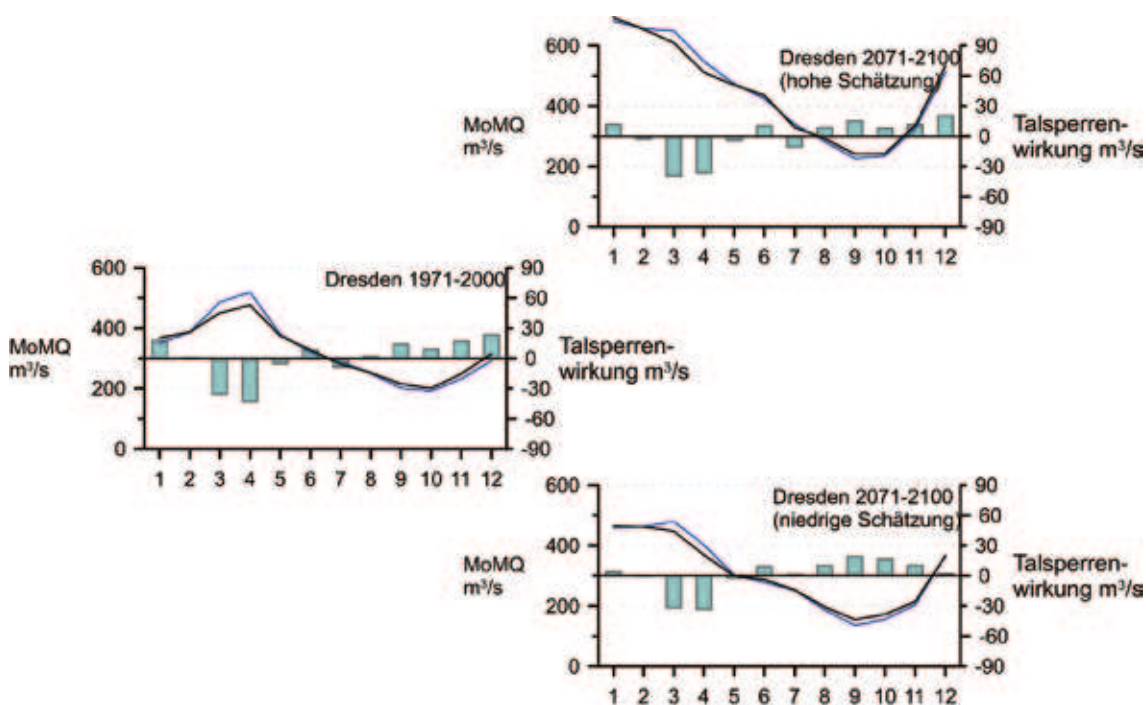 600
400
200
0
MoMQ
m³/s
Dresden 2071-2100
(hohe Schätzung)
90
60
30
0
-30
-60
-90
Talsperren-
wirkung m³/s
1 2 3 4 5 6 7 8 9 10 11 12
600
400
200
0
MoMQ
m³/s
Dresden 1971-2000
90
60
30
0
-30
-60
-90
Talsperren-
wirkung m³/s
1 2 3 4 5 6 7 8 9 10 11 12
600
400
200
0
MoMQ
m³/s
Dresden 2071-2100
(niedrige Schätzung)
90
60
30
0
-30
-60
-90
Talsperren-
wirkung m³/s
1 2 3 4 5 6 7 8 9 10 11 12